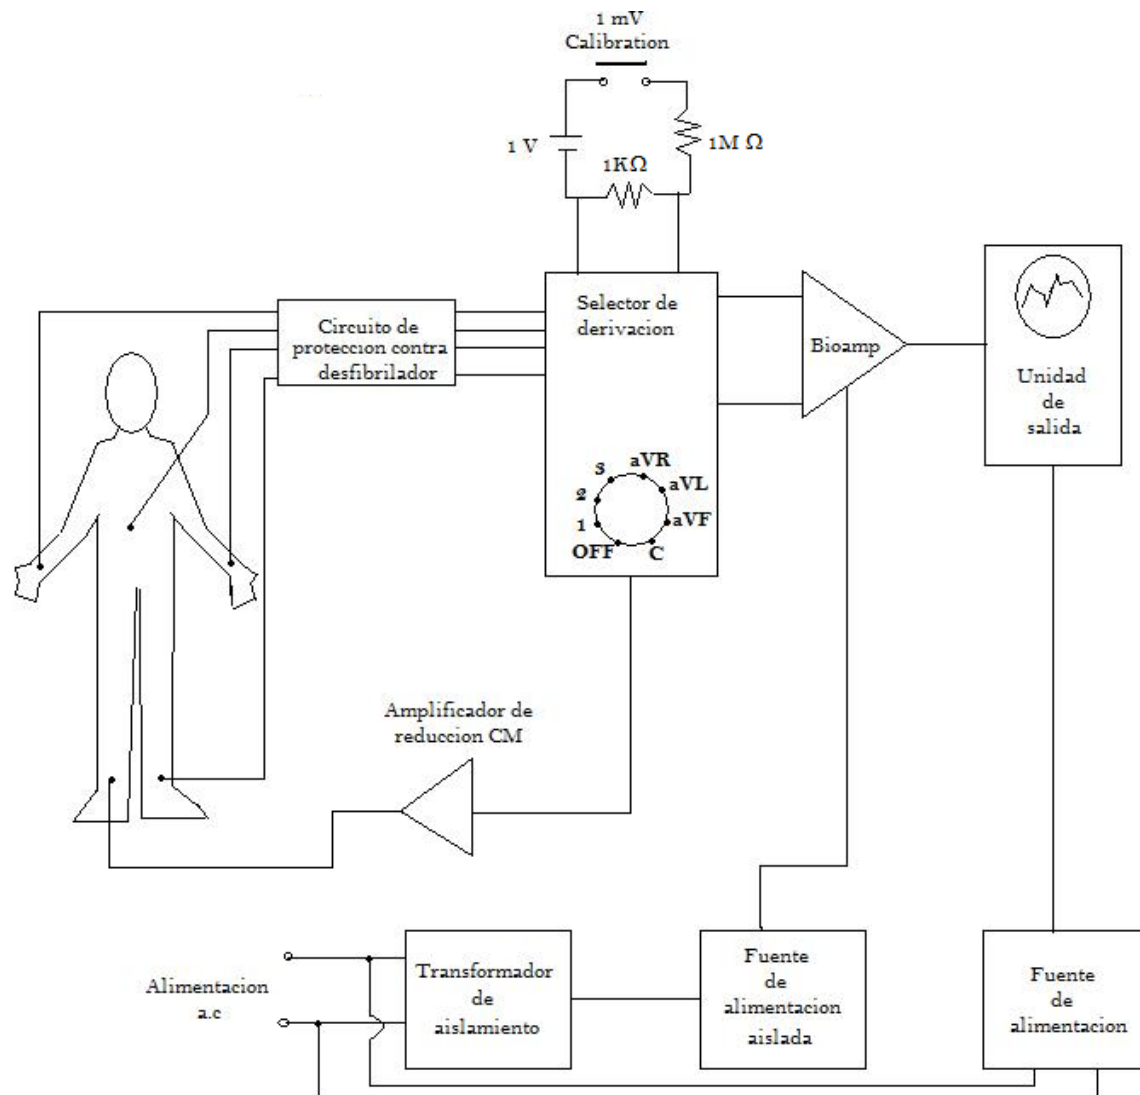 1 mV
Calibration
1 V
1M Ω
1KΩ
Circuito de
proteccion contra
desfibrilador
Selector de
derivacion
Bioamp
Unidad
de
salida
aVR
3
aVL
2
aVF
1
OFF
C
Amplificador de
reduccion CM
Alimentacion
a.c
Transformador
de
aislamiento
Fuente
de
alimentacion
aislada
Fuente
de
alimentacion